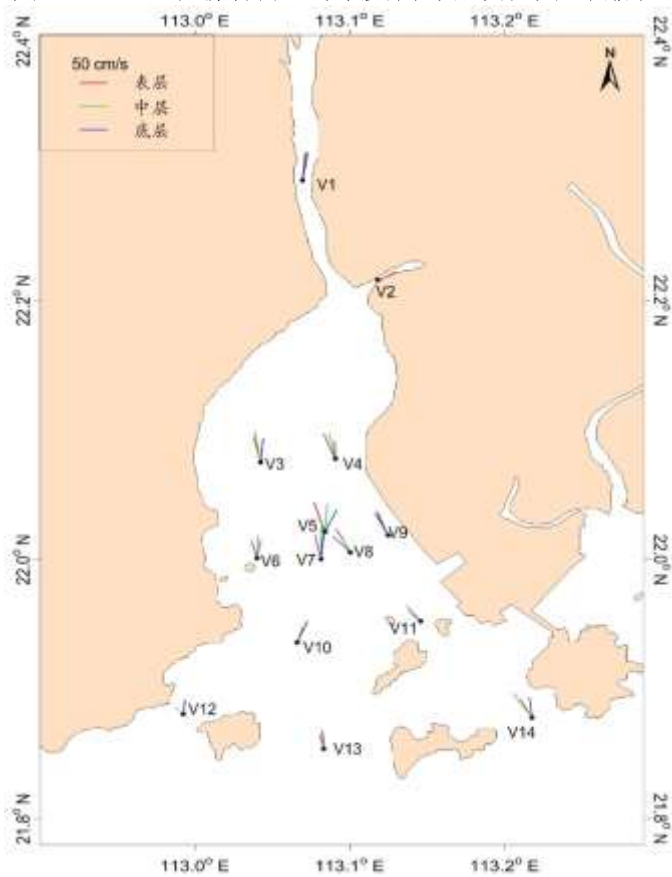 113.0° E 113.1° E 113.2° E
22.4° N 22.4° N
50 cm/s
表层
中层
底层
N
V1
V2
22.2° N 22.2° N
V3 V4
V5 V9
22.0° N 22.0° N
V6 V7 V8
V11
V10
V12
V14
V13
21.8° N 21.8° N
113.0° E 113.1° E 113.2° E